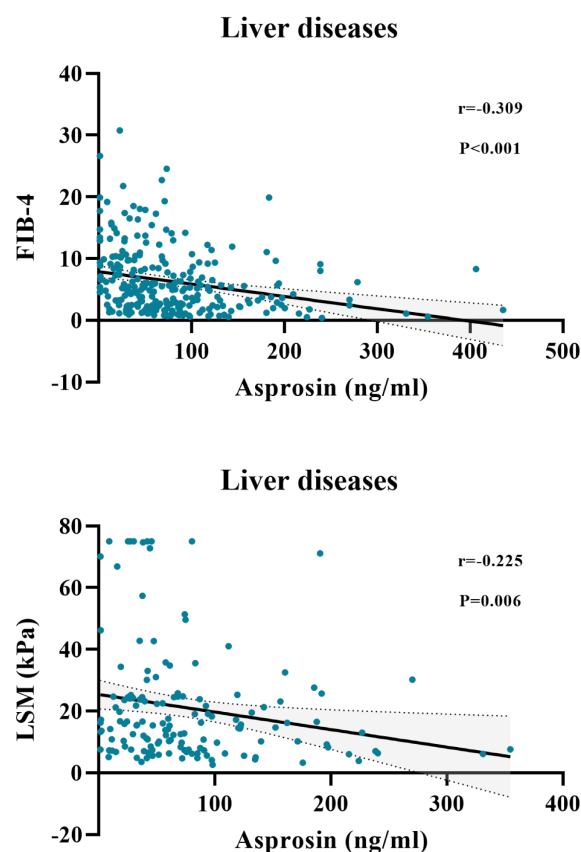 Liver diseases
40
r=-0.309
30
P<0.001
20
FIB-4
10
0
100 200 300 400 500
-10
Asprosin (ng/ml)
Liver diseases
80
r=-0.225
60
P=0.006
40
LSM (kPa)
20
0
100 200 300 400
-20
Asprosin (ng/ml)